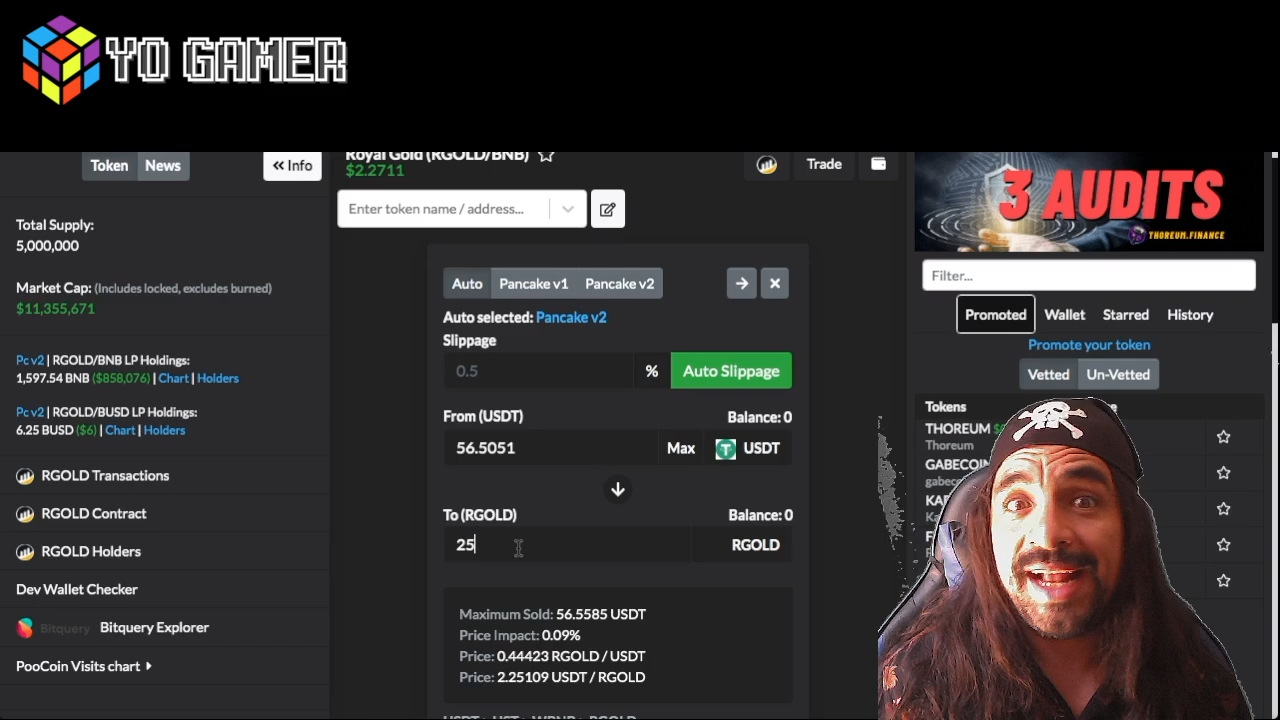 YO GAMER
Token
News
« Info
Royal Gold (RGOLD/BNB)
$2.2711
Trade
Enter token name / address...
3 AUDITS
THOREUM.FINANCE
Total Supply:
5,000,000
Market Cap: (Includes locked, excludes burned)
$11,355,671
Pc v2 | RGOLD/BNB LP Holdings:
1,597.54 BNB ($858,076) | Chart | Holders
Pc v2 | RGOLD/BUSD LP Holdings:
6.25 BUSD ($6) | Chart | Holders
RGOLD Transactions
RGOLD Contract
RGOLD Holders
Dev Wallet Checker
Bitquery Bitquery Explorer
PooCoin Visits chart
Auto
Pancake v1
Pancake v2
Auto selected: Pancake v2
Slippage
0.5
%
Auto Slippage
From (USDT)
Balance: 0
56.5051
Max
USDT
To (RGOLD)
Balance: 0
25
RGOLD
Maximum Sold: 56.5585 USDT
Price Impact: 0.09%
Price: 0.44423 RGOLD / USDT
Price: 2.25109 USDT / RGOLD
Filter...
Promoted
Wallet
Starred
History
Promote your token
Vetted
Un-Vetted
Tokens
THOREUM
Thoreum